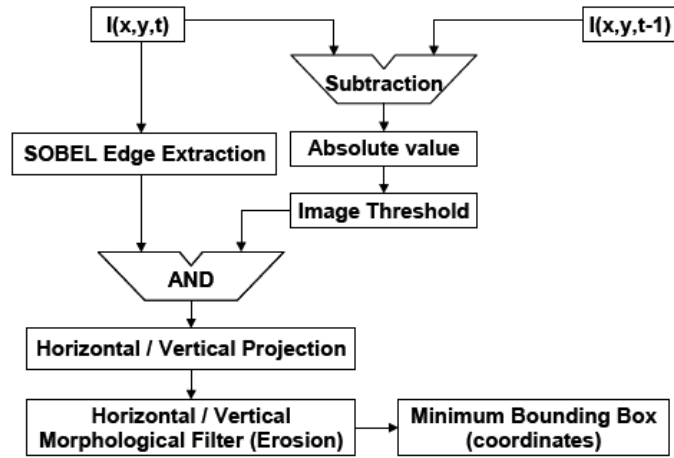 I(x,y,t)
I(x,y,t-1)
Subtraction
SOBEL Edge Extraction
Absolute value
Image Threshold
AND
Horizontal / Vertical Projection
Horizontal / Vertical
Morphological Filter (Erosion)
Minimum Bounding Box
(coordinates)